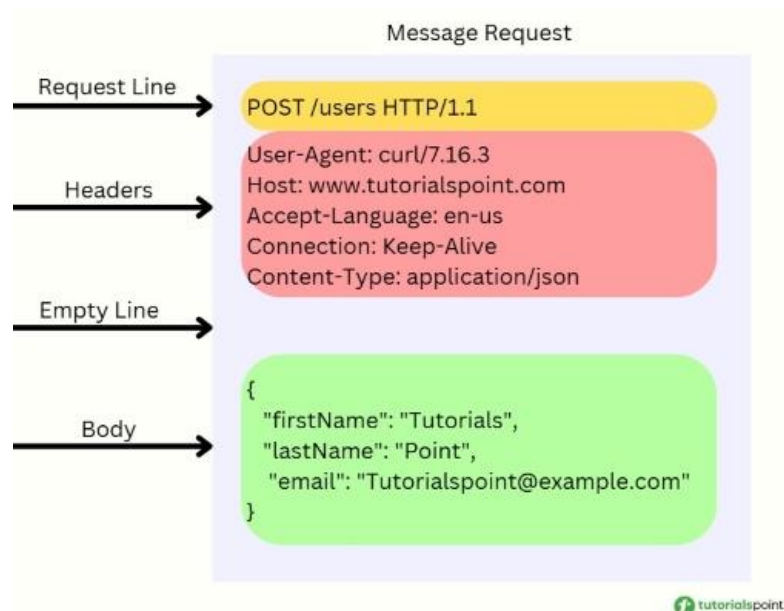 Message Request
Request Line
POST /users HTTP/1.1
Headers
User-Agent: curl/7.16.3
Host: www.tutorialspoint.com
Accept-Language: en-us
Connection: Keep-Alive
Content-Type: application/json
Empty Line
Body
{
"firstName": "Tutorials",
"lastName": "Point",
"email": "Tutorialspoint@example.com"
}
tutorialspoint